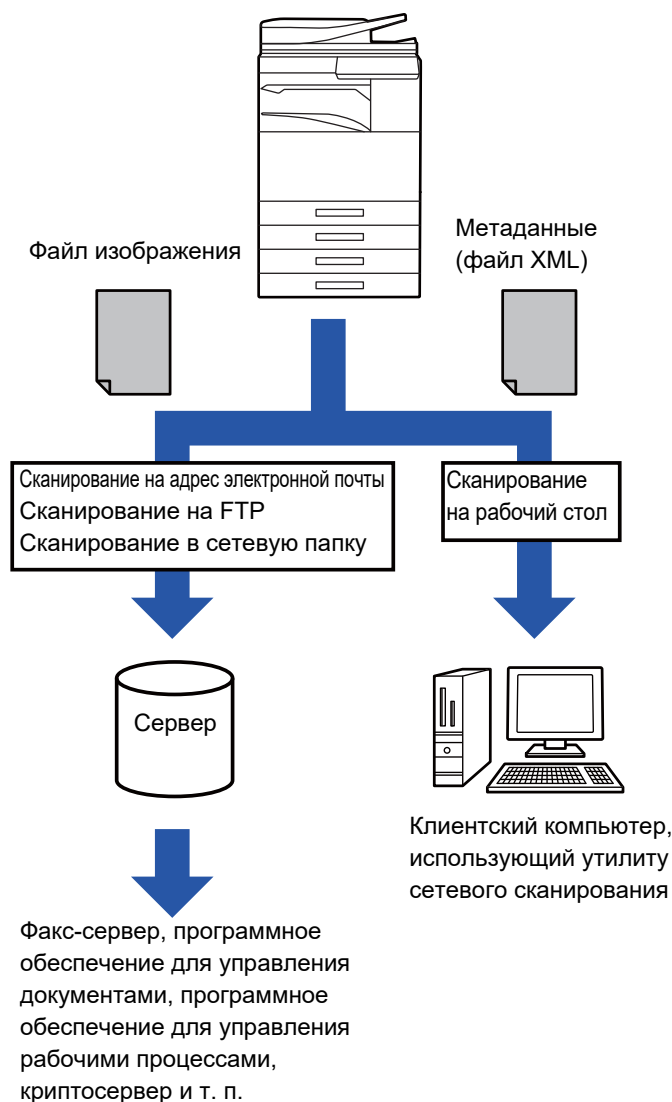 Файл изображения
Метаданные
(файл XML)
Сканирование на адрес электронной почты
Сканирование на FTP
Сканирование в сетевую папку
Сканирование
на рабочий стол
Сервер
Клиентский компьютер,
использующий утилиту
сетевого сканирования
Факс-сервер, программное
обеспечение для управления
документами, программное
обеспечение для управления
рабочими процессами,
криптосервер и т. п.